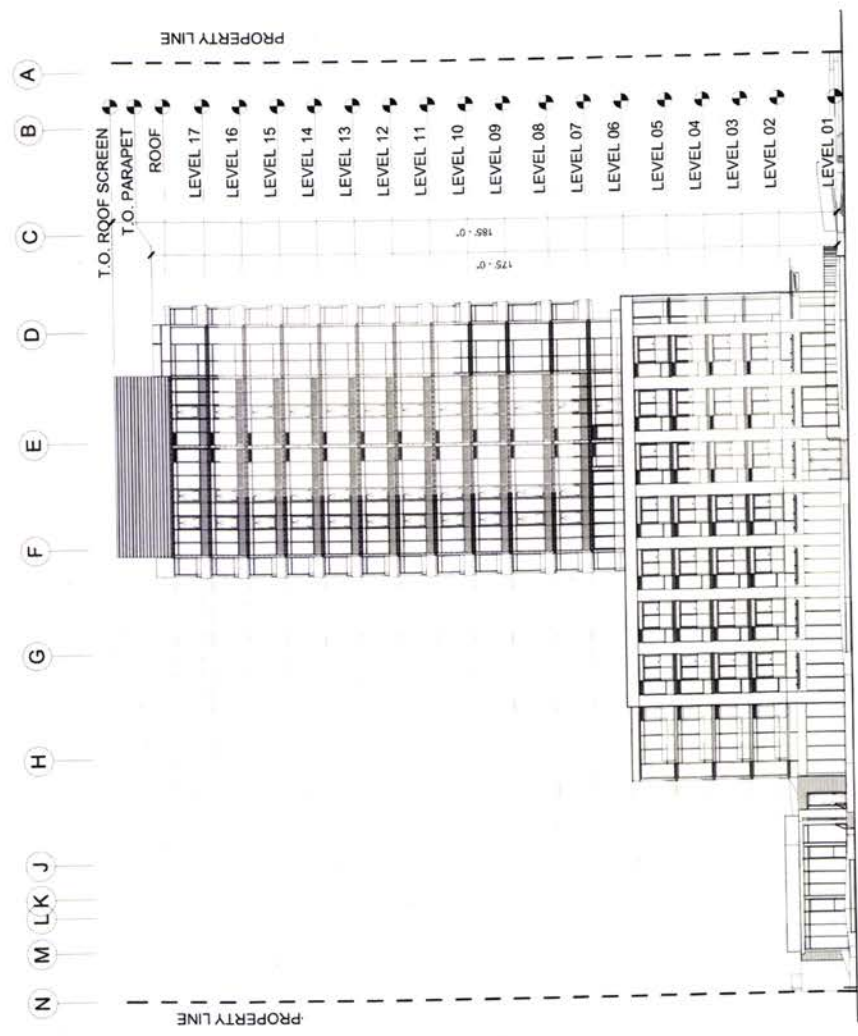 PROPERTY LINE
A
B
C
D
E
F
G
H
J
K
L
M
N
T.O. ROOF SCREEN
T.O. PARAPET
ROOF
LEVEL 17
LEVEL 16
LEVEL 15
LEVEL 14
LEVEL 13
LEVEL 12
LEVEL 11
LEVEL 10
LEVEL 09
LEVEL 08
LEVEL 07
LEVEL 06
LEVEL 05
LEVEL 04
LEVEL 03
LEVEL 02
LEVEL 01
185' - 0"
175' - 0"
PROPERTY LINE